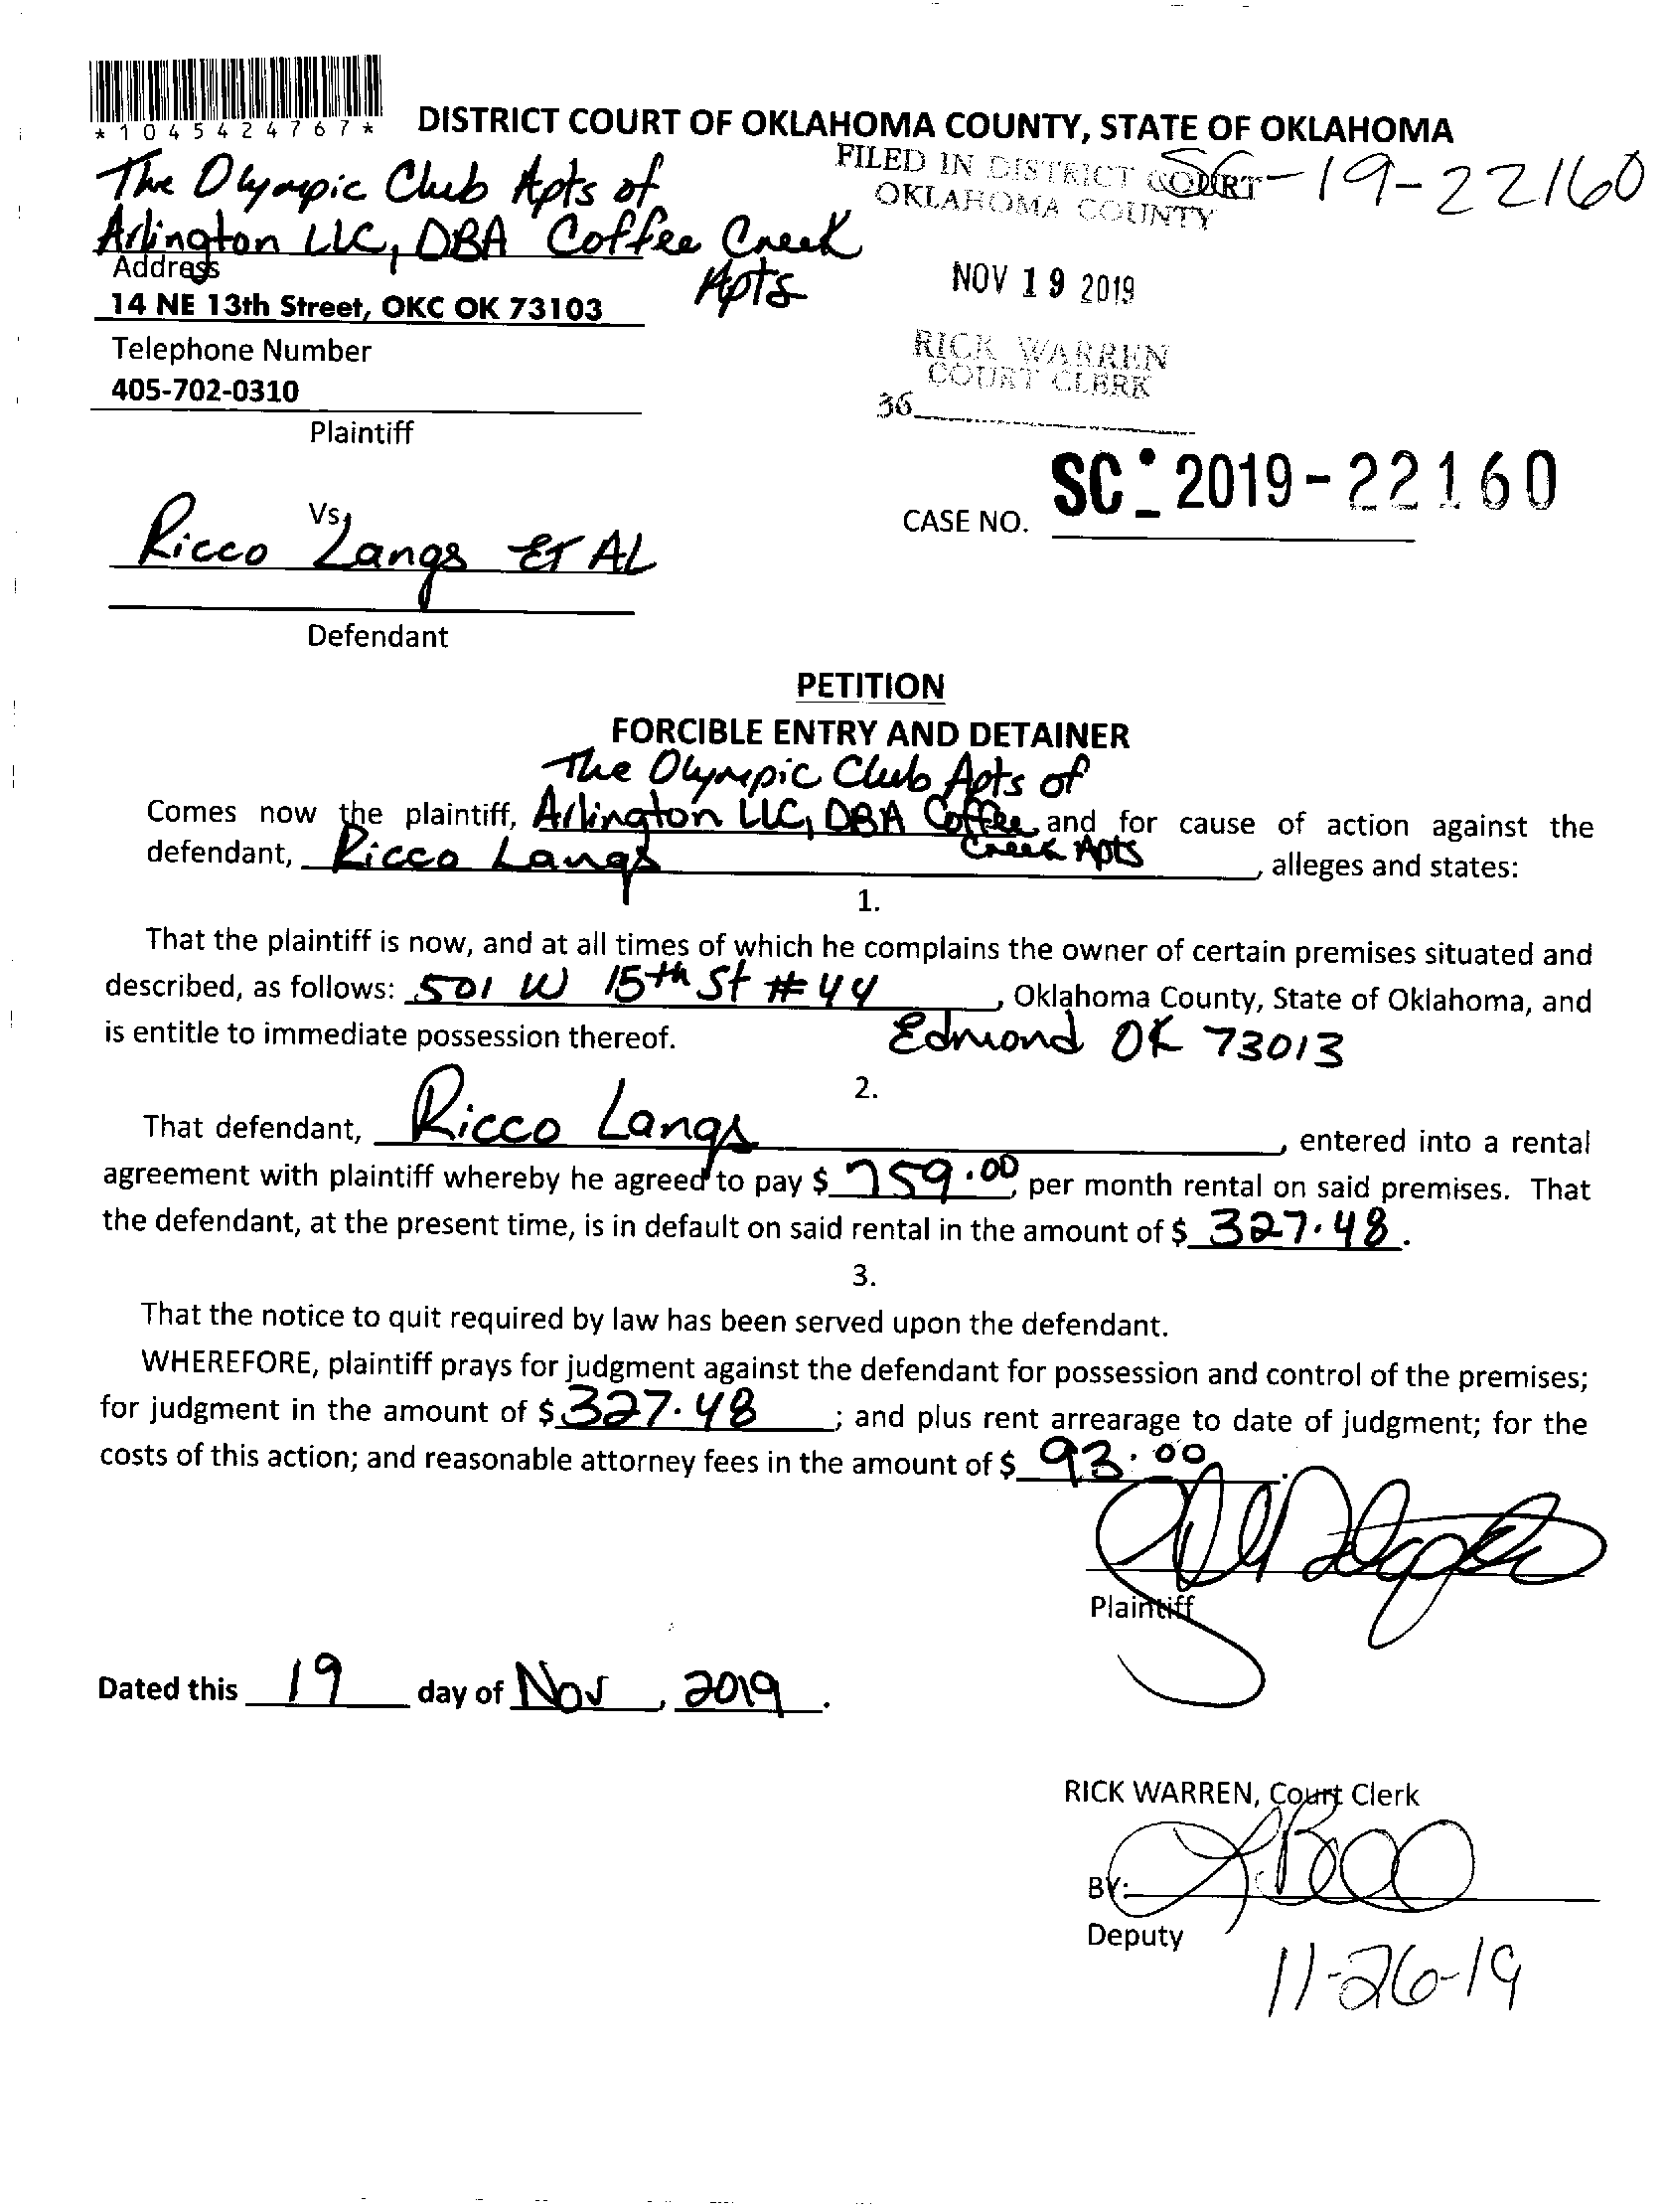 *1045424767*
DISTRICT COURT OF OKLAHOMA COUNTY, STATE OF OKLAHOMA
FILED IN DISTRICT COURT
OKLAHOMA COUNTY
SC-19-22160
The Olympic Club Apts of
Arlington LLC, DBA Coffee Creek
Apts
Address
14 NE 13th Street, OKC OK 73103
NOV 19 2019
Telephone Number
405-702-0310
RICK WARREN
COURT CLERK
36
Plaintiff
CASE NO. SC-2019-22160
Vs.
Ricco Langs ET AL
Defendant
PETITION
FORCIBLE ENTRY AND DETAINER
The Olympic Club Apts of
Comes now the plaintiff, Arlington LLC, DBA Coffee and for cause of action against the
Creek Apts
defendant, Ricco Langs, alleges and states:
1.
That the plaintiff is now, and at all times of which he complains the owner of certain premises situated and
described, as follows: 501 W 15th St #44, Oklahoma County, State of Oklahoma, and
Edmond OK 73013
is entitle to immediate possession thereof.
2.
That defendant, Ricco Langs, entered into a rental
agreement with plaintiff whereby he agreed to pay $ 759.00, per month rental on said premises. That
the defendant, at the present time, is in default on said rental in the amount of $ 327.48.
3.
That the notice to quit required by law has been served upon the defendant.
WHEREFORE, plaintiff prays for judgment against the defendant for possession and control of the premises;
for judgment in the amount of $ 327.48; and plus rent arrearage to date of judgment; for the
costs of this action; and reasonable attorney fees in the amount of $ 93.00.
Plaintiff
Dated this 19 day of Nov, 2019.
RICK WARREN, Court Clerk
BY:
Deputy
11-26-19